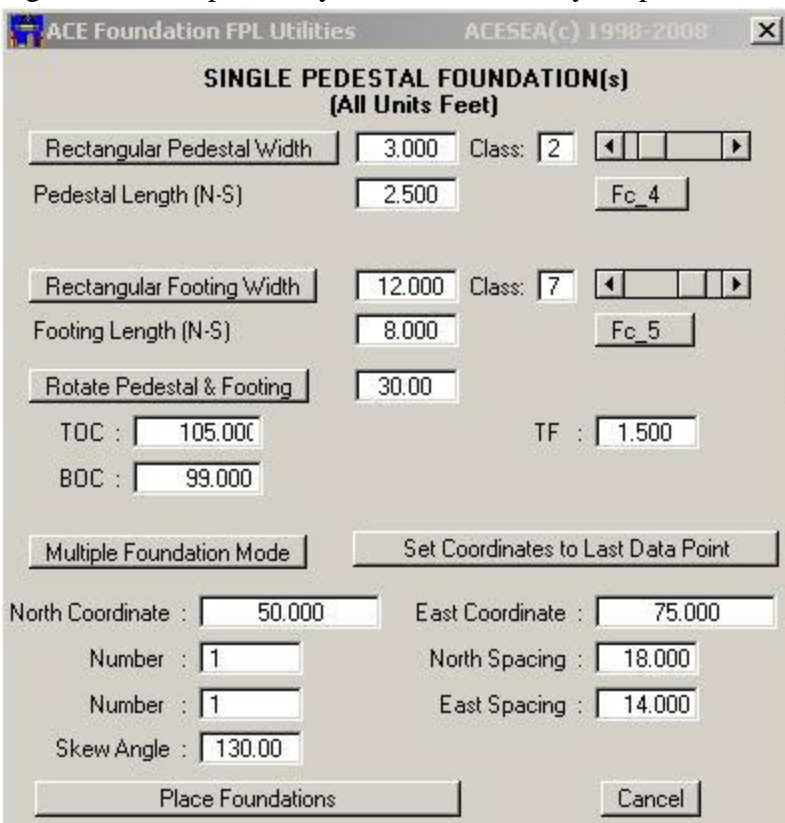 ACE Foundation FPL Utilities ACESEA(c) 1998-2008
SINGLE PEDESTAL FOUNDATION(s)
(All Units Feet)
Rectangular Pedestal Width 3.000 Class: 2
Pedestal Length (N-S) 2.500 Fc_4
Rectangular Footing Width 12.000 Class: 7
Footing Length (N-S) 8.000 Fc_5
Rotate Pedestal & Footing 30.00
TOC : 105.000 TF : 1.500
BOC : 99.000
Multiple Foundation Mode Set Coordinates to Last Data Point
North Coordinate : 50.000 East Coordinate : 75.000
Number : 1 North Spacing : 18.000
Number : 1 East Spacing : 14.000
Skew Angle : 130.00
Place Foundations Cancel